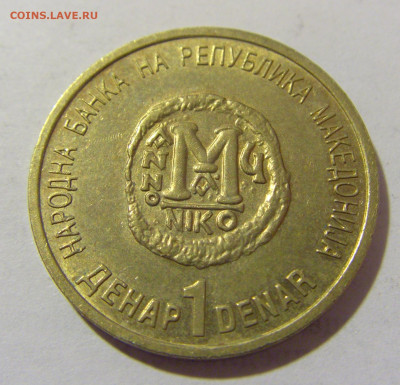 COINS.LAVE.RU
НАРОДНА БАНКА НА РЕПУБЛИКА МАКЕДОНИЈА
ANNO
M
A
NIKO
ДЕНАР 1 DENAR